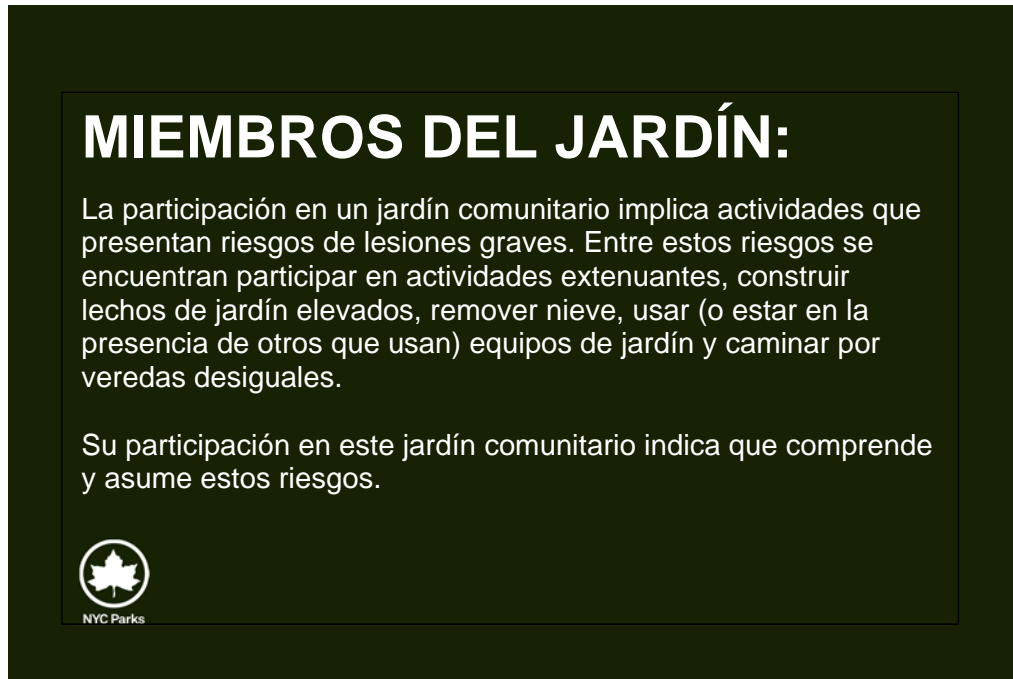 MIEMBROS DEL JARDÍN:
La participación en un jardín comunitario implica actividades que
presentan riesgos de lesiones graves. Entre estos riesgos se
encuentran participar en actividades extenuantes, construir
lechos de jardín elevados, remover nieve, usar (o estar en la
presencia de otros que usan) equipos de jardín y caminar por
veredas desiguales.
Su participación en este jardín comunitario indica que comprende
y asume estos riesgos.
NYC Parks